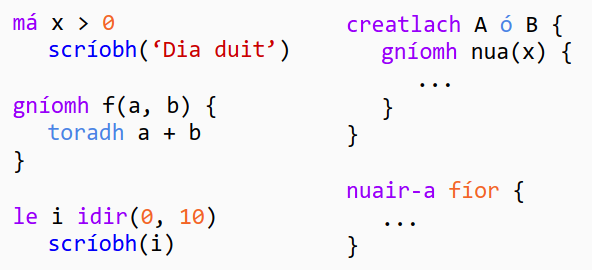 má x > 0
scríobh(‘Dia duit’)
gníomh f(a, b) {
toradh a + b
}
le i idir(0, 10)
scríobh(i)
creatlach A ó B {
gníomh nua(x) {
...
}
}
nuair-a fíor {
...
}